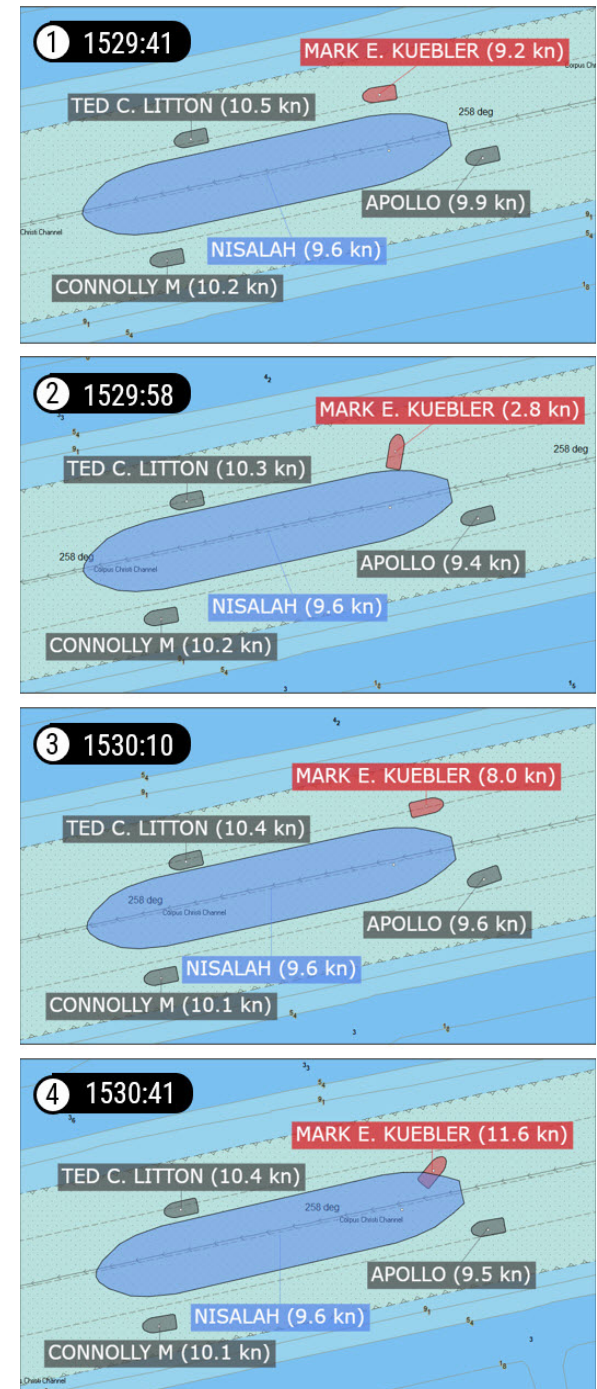 1 1529:41
MARK E. KUEBLER (9.2 kn)
Corpus Chris
TED C. LITTON (10.5 kn)
258 deg
APOLLO (9.9 kn)
Christi Channel
NISALAH (9.6 kn)
CONNOLLY M (10.2 kn)
2 1529:58
MARK E. KUEBLER (2.8 kn)
258 deg
TED C. LITTON (10.3 kn)
258 deg
Corpus Christi Channel
APOLLO (9.4 kn)
NISALAH (9.6 kn)
CONNOLLY M (10.2 kn)
3 1530:10
MARK E. KUEBLER (8.0 kn)
TED C. LITTON (10.4 kn)
258 deg
Corpus Christi Channel
APOLLO (9.6 kn)
NISALAH (9.6 kn)
CONNOLLY M (10.1 kn)
4 1530:41
MARK E. KUEBLER (11.6 kn)
TED C. LITTON (10.4 kn)
258 deg
Corpus Christi Channel
APOLLO (9.5 kn)
NISALAH (9.6 kn)
CONNOLLY M (10.1 kn)
Christi Channel